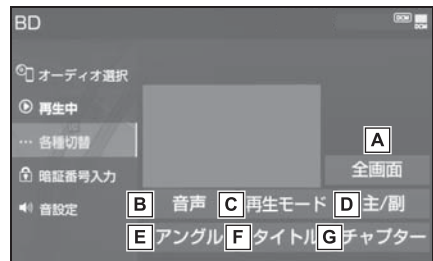 BD
DCM
DCM
オーディオ選択
再生中
各種切替
暗証番号入力
音設定
A
全画面
B 音声 C 再生モード D 主/副
E アングル F タイトル G チャプター